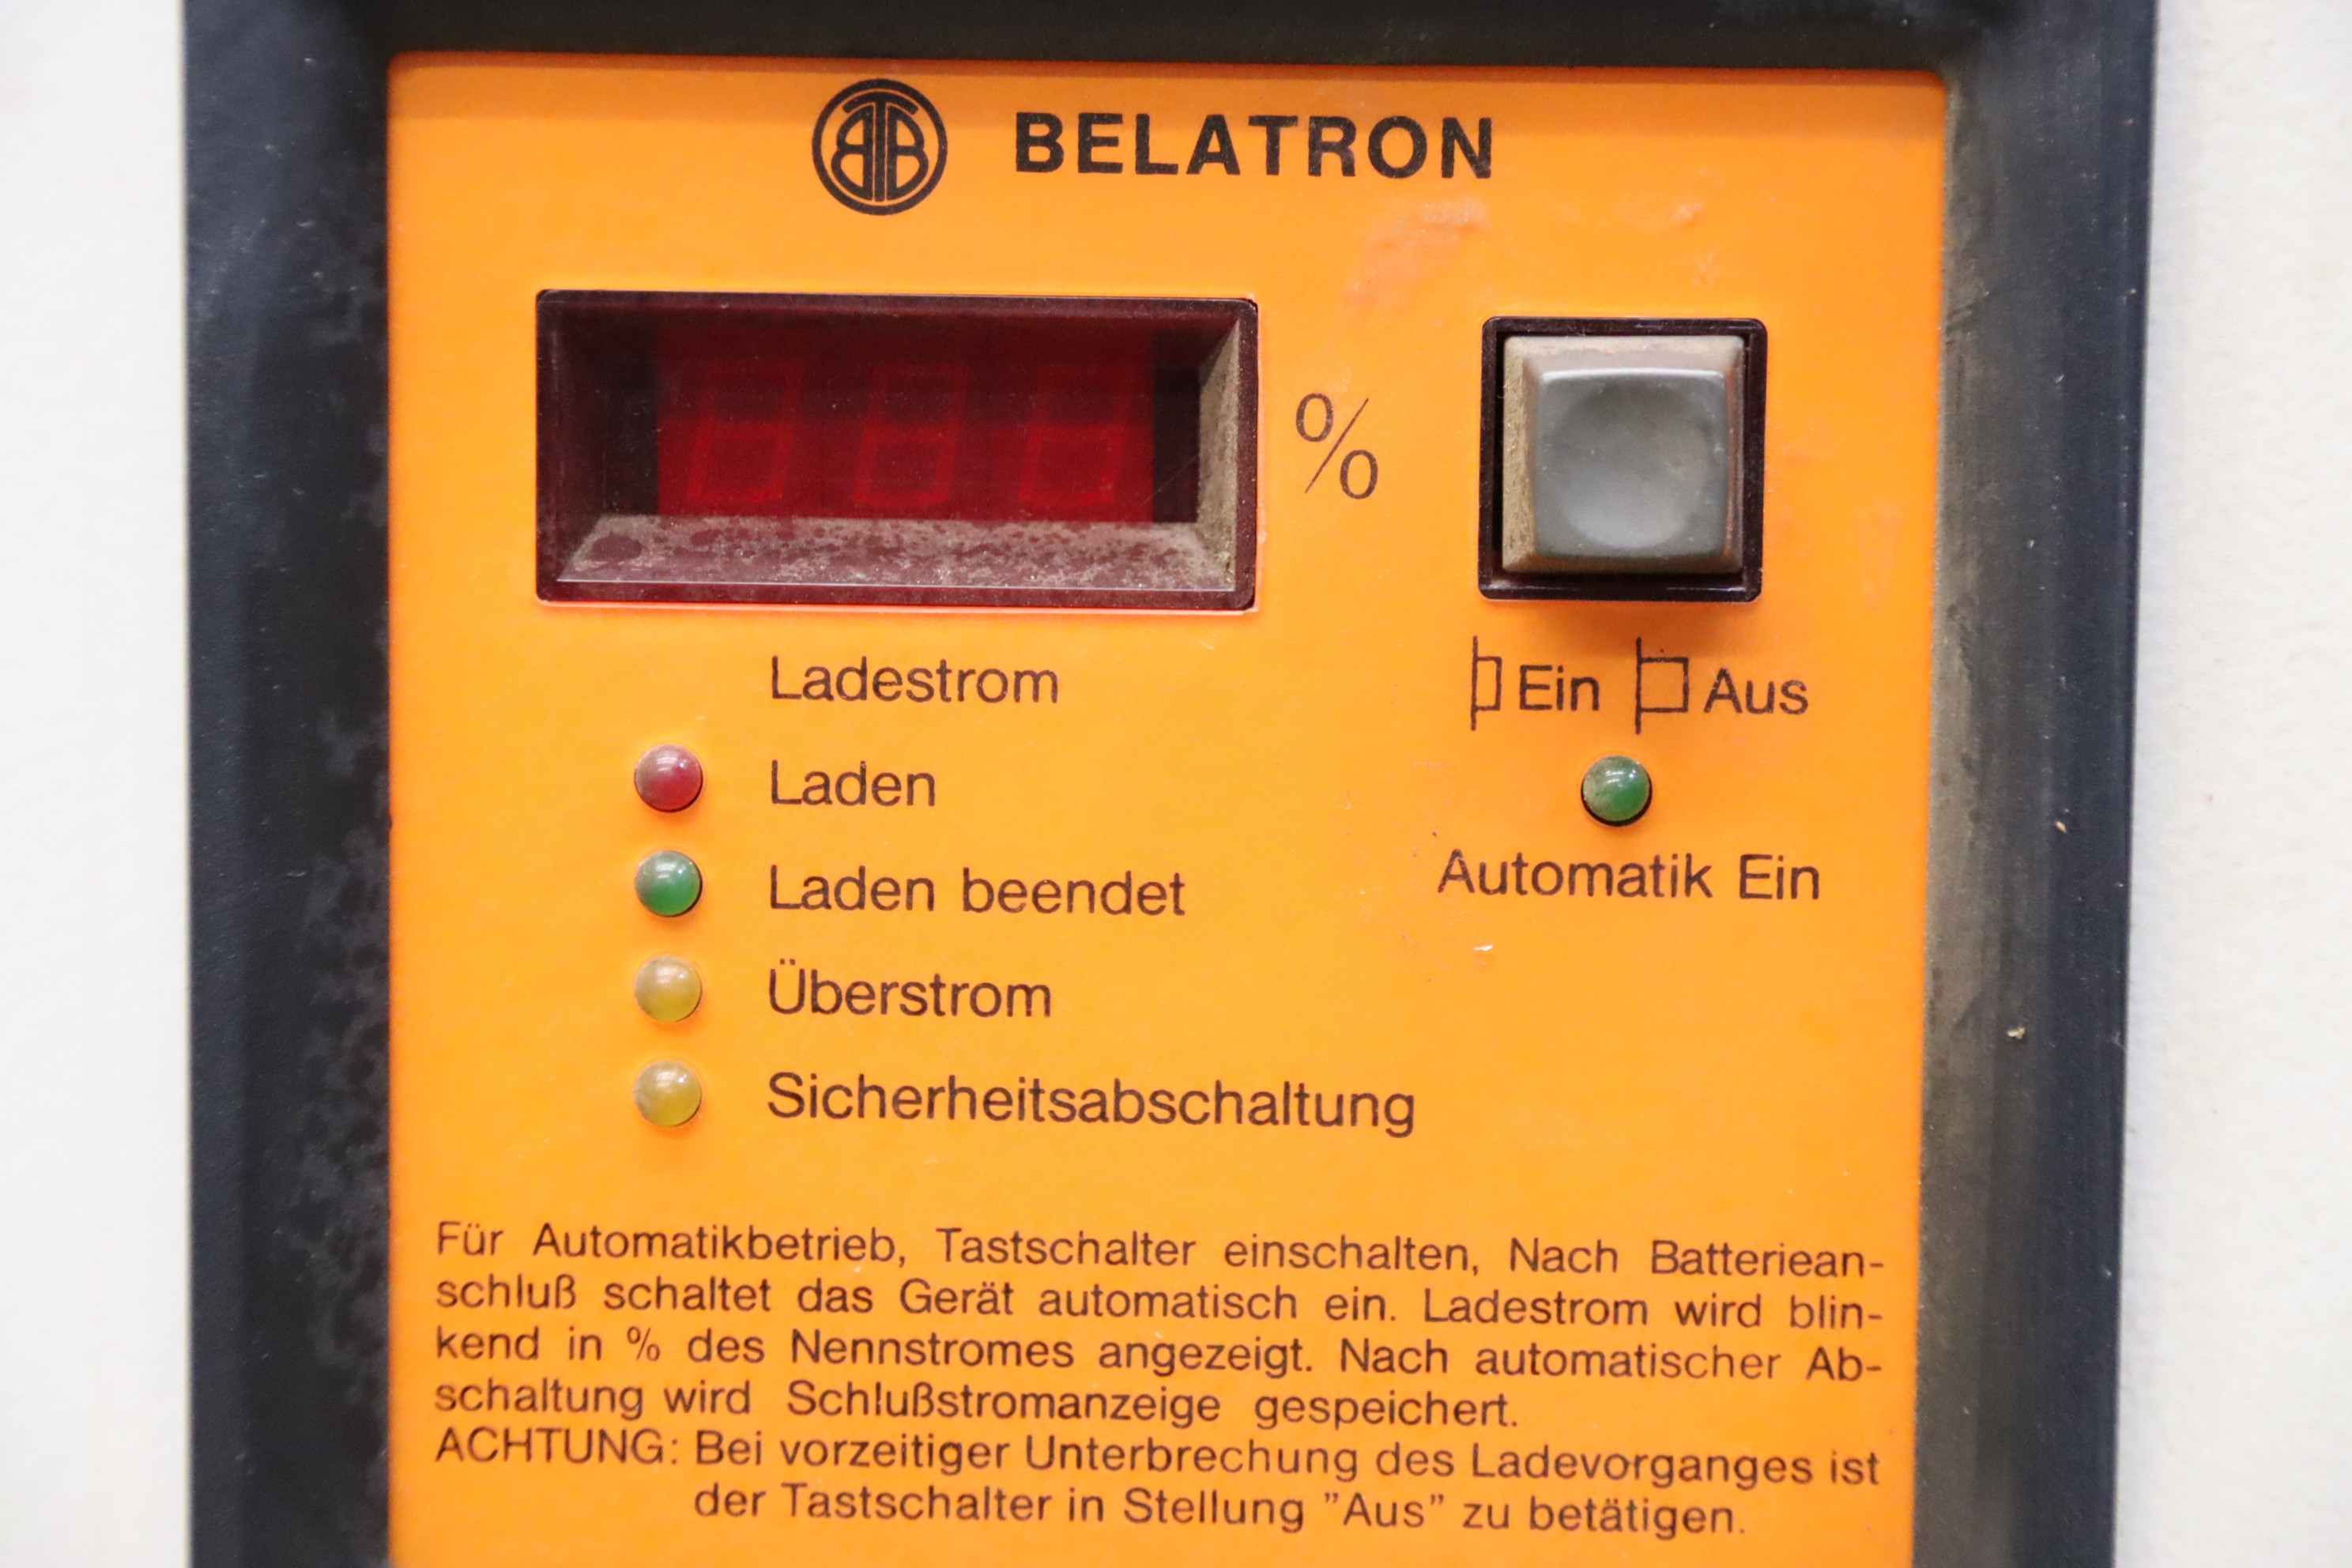 BTB BELATRON
%
Ladestrom
Ein Aus
Laden
Laden beendet
Automatik Ein
Überstrom
Sicherheitsabschaltung
Für Automatikbetrieb, Tastschalter einschalten, Nach Batteriean-
schluß schaltet das Gerät automatisch ein. Ladestrom wird blin-
kend in % des Nennstromes angezeigt. Nach automatischer Ab-
schaltung wird Schlußstromanzeige gespeichert.
ACHTUNG: Bei vorzeitiger Unterbrechung des Ladevorganges ist
der Tastschalter in Stellung "Aus" zu betätigen.